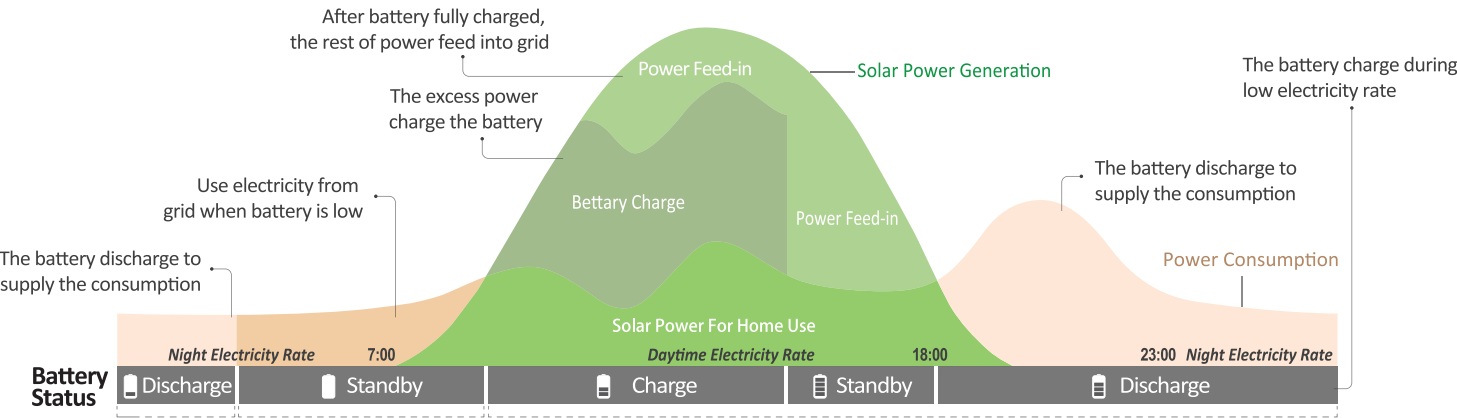 After battery fully charged,
the rest of power feed into grid
Power Feed-in
Solar Power Generation
The battery charge during
low electricity rate
The excess power
charge the battery
The battery discharge to
supply the consumption
Use electricity from
grid when battery is low
Bettary Charge
Power Feed-in
The battery discharge to
supply the consumption
Power Consumption
Solar Power For Home Use
Night Electricity Rate
7:00
Daytime Electricity Rate
18:00
23:00
Night Electricity Rate
Battery
Status
Discharge
Standby
Charge
Standby
Discharge